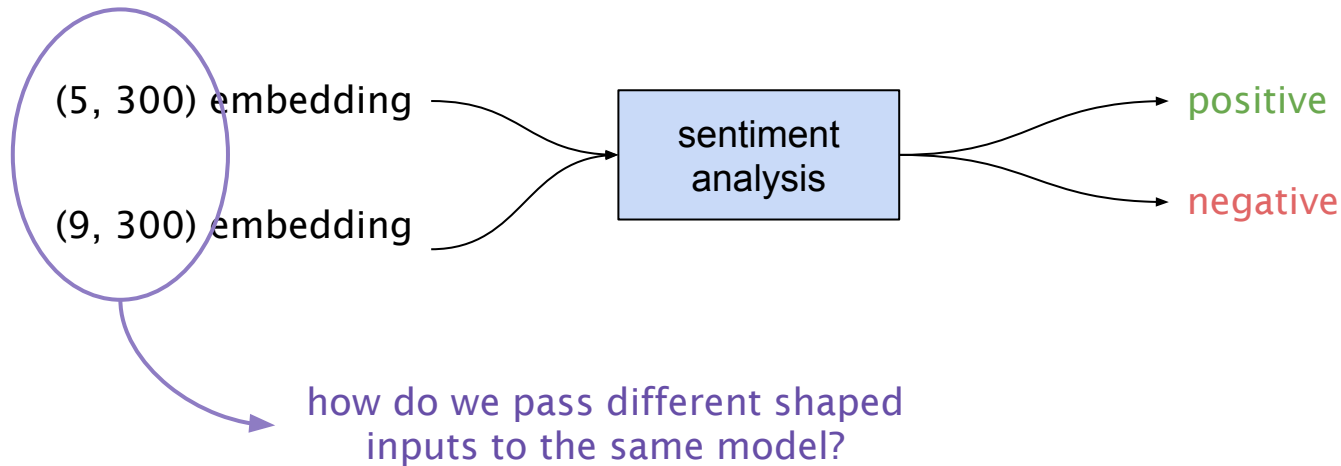 (5, 300) embedding
(9, 300) embedding
sentiment
analysis
positive
negative
how do we pass different shaped
inputs to the same model?